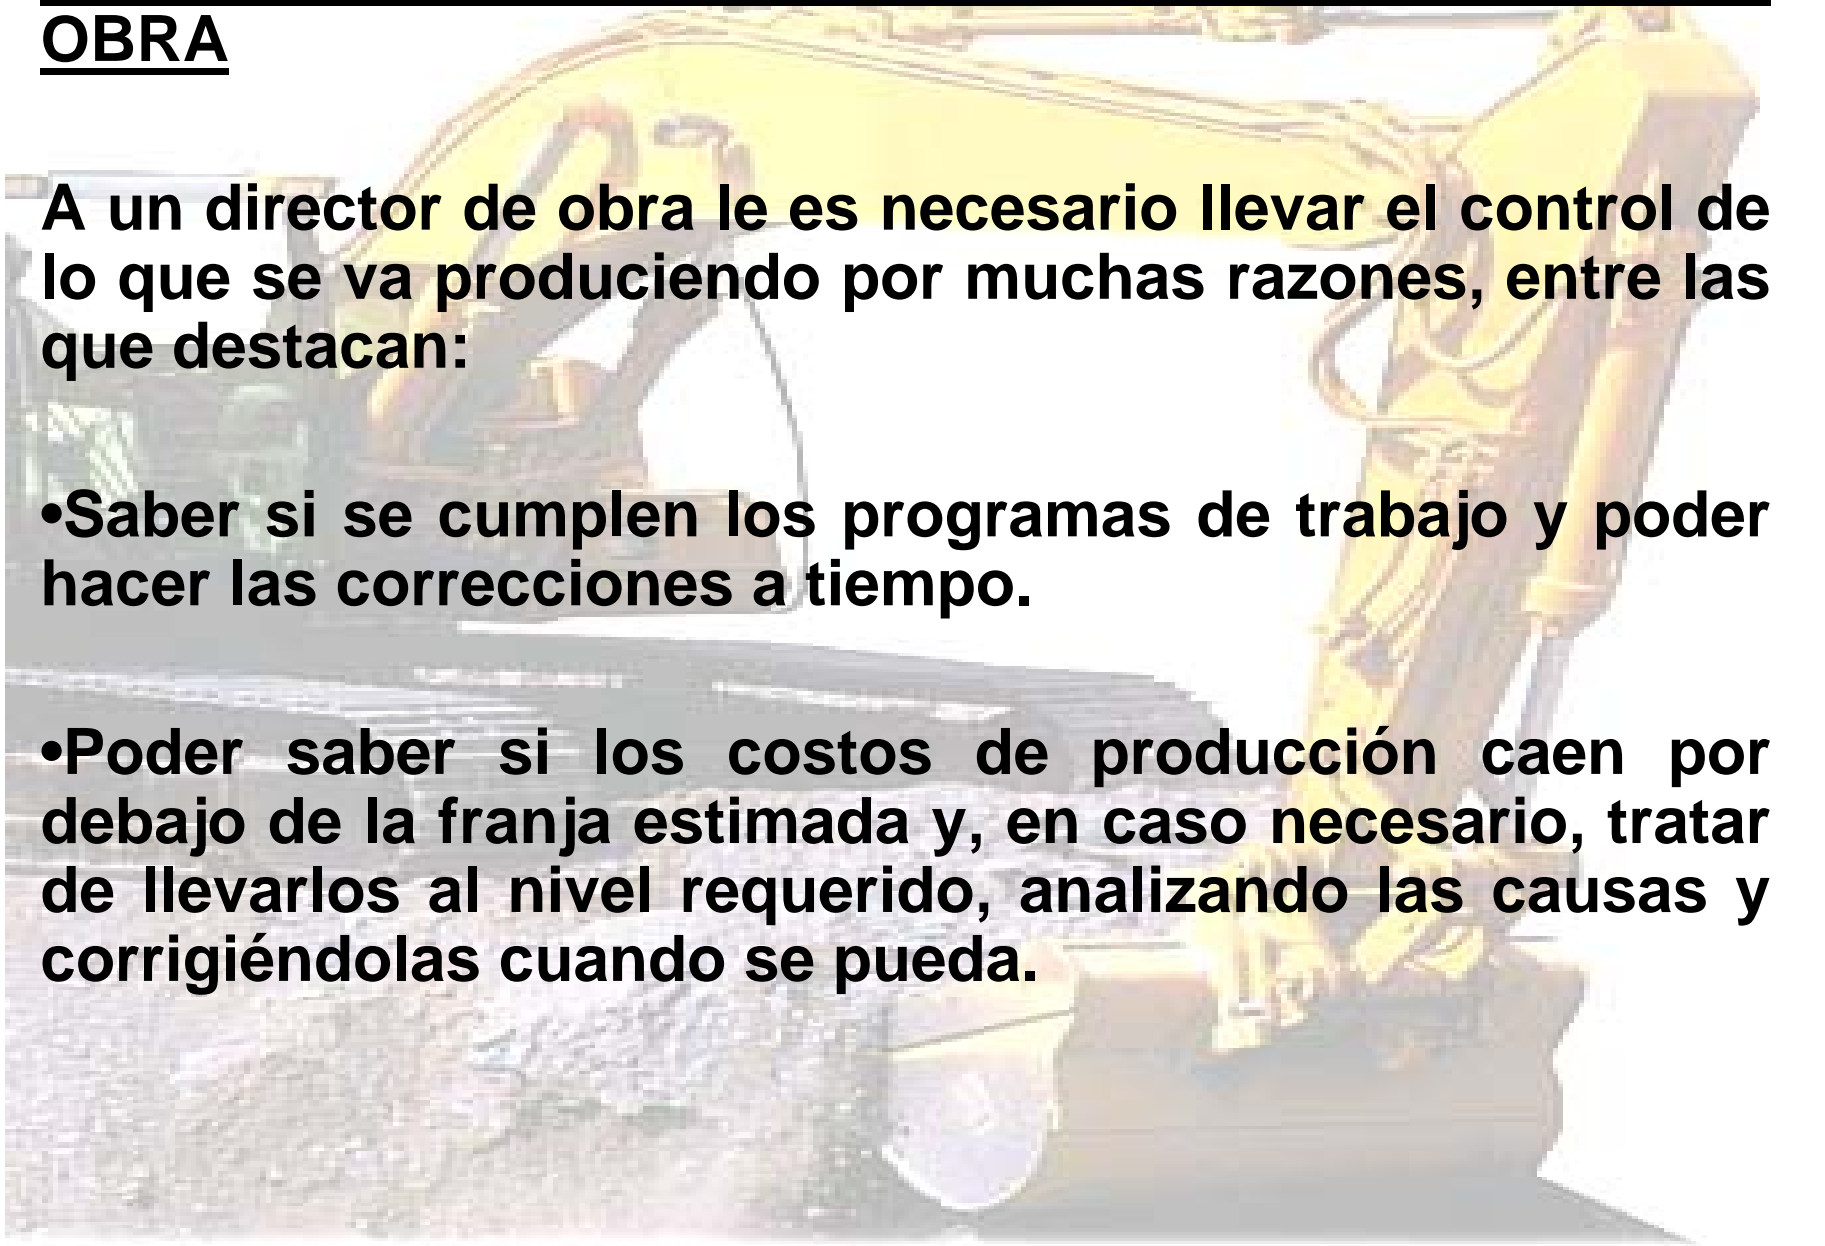 OBRA
A un director de obra le es necesario llevar el control de
lo que se va produciendo por muchas razones, entre las
que destacan:
•Saber si se cumplen los programas de trabajo y poder
hacer las correcciones a tiempo.
•Poder saber si los costos de producción caen por
debajo de la franja estimada y, en caso necesario, tratar
de llevarlos al nivel requerido, analizando las causas y
corrigiéndolas cuando se pueda.